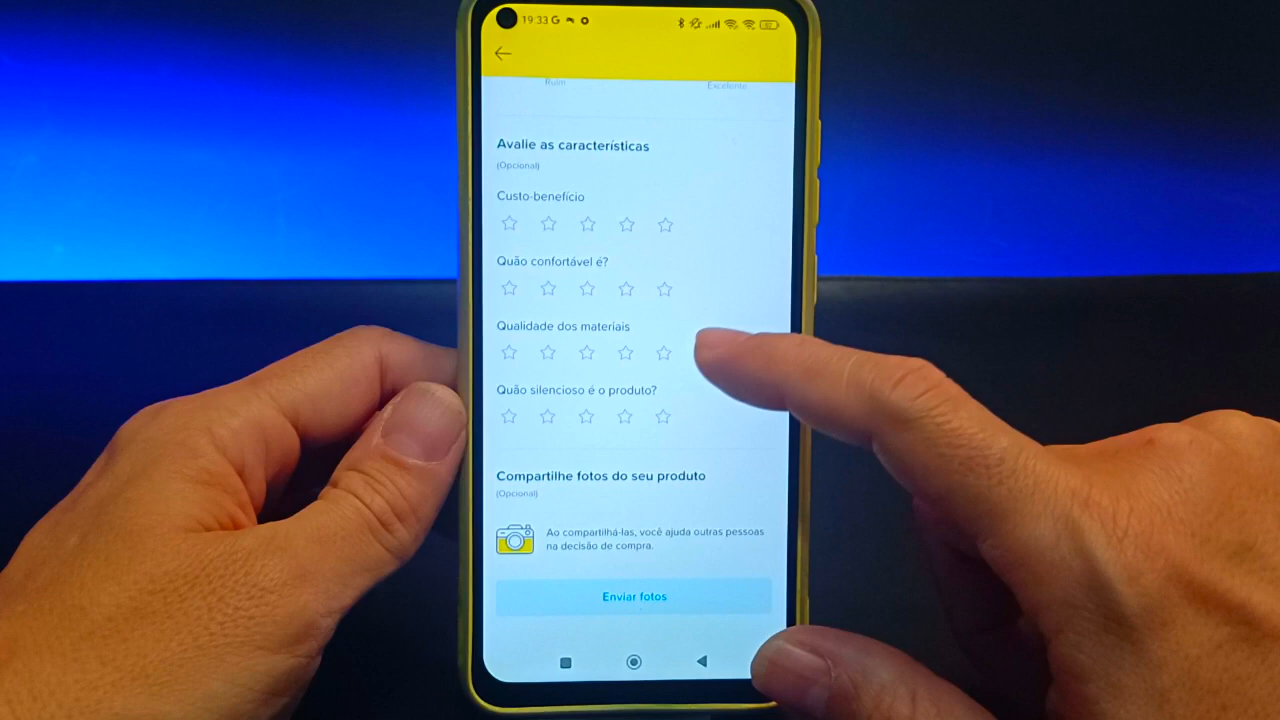 19:33 G
Ruim Excelente
Avalie as características
(Opcional)
Custo-benefício
Quão confortável é?
Qualidade dos materiais
Quão silencioso é o produto?
Compartilhe fotos do seu produto
(Opcional)
Ao compartilhá-las, você ajuda outras pessoas
na decisão de compra.
Enviar fotos